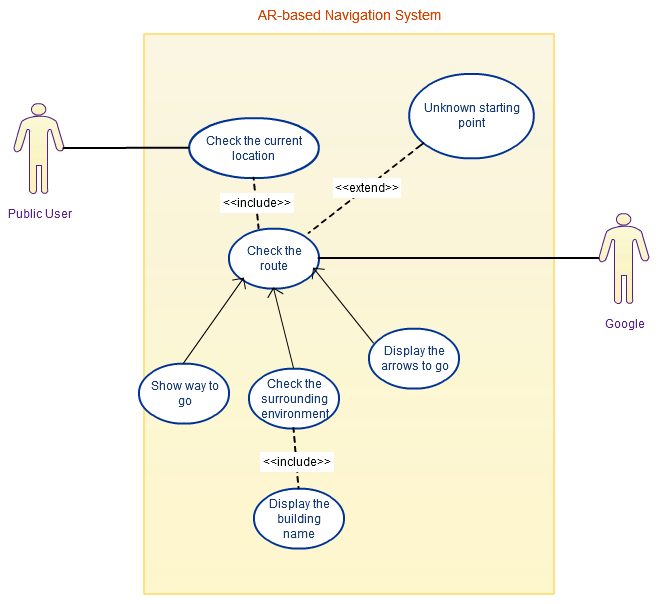 AR-based Navigation System
Unknown starting
point
Check the current
location
<<extend>>
<<include>>
Public User
Check the
route
Google
Display the
arrows to go
Show way to
go
Check the
surrounding
environment
<<include>>
Display the
building
name